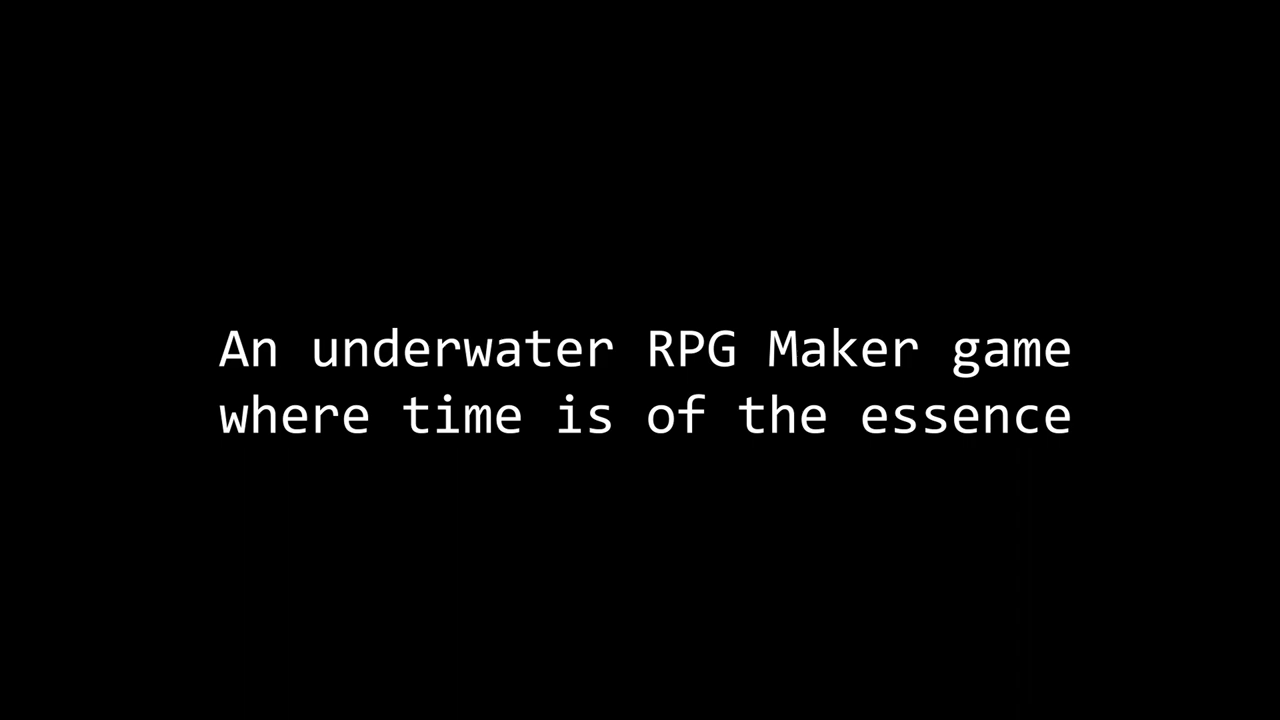 An underwater RPG Maker game
where time is of the essence